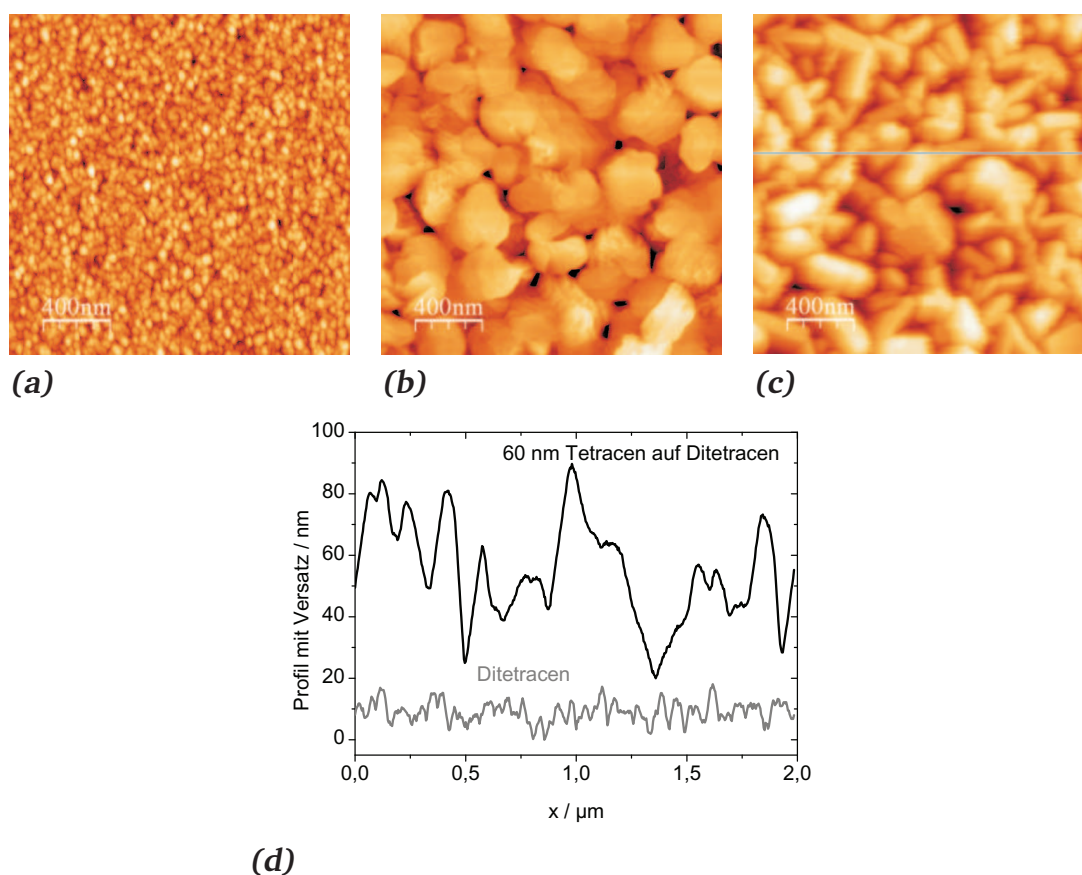 400nm
400nm
400nm
(a)
(b)
(c)
100
60 nm Tetracen auf Ditetracen
80
60
40
20
0
Profil mit Versatz / nm
Ditetracen
0,0
0,5
1,0
1,5
2,0
x / µm
(d)